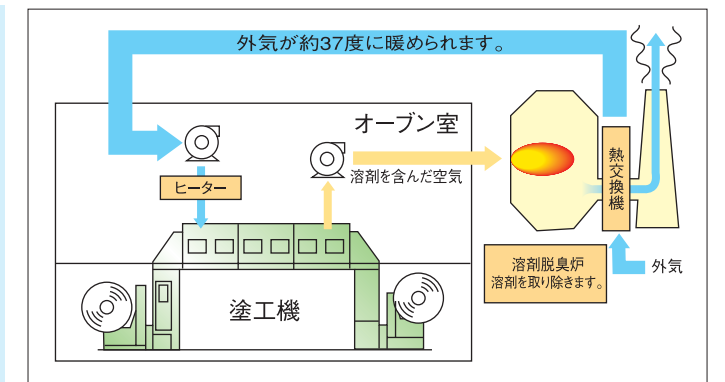 外気が約37度に暖められます。
オーブン室
ヒーター
溶剤を含んだ空気
熱交換機
溶剤脱臭炉
溶剤を取り除きます。
外気
塗工機